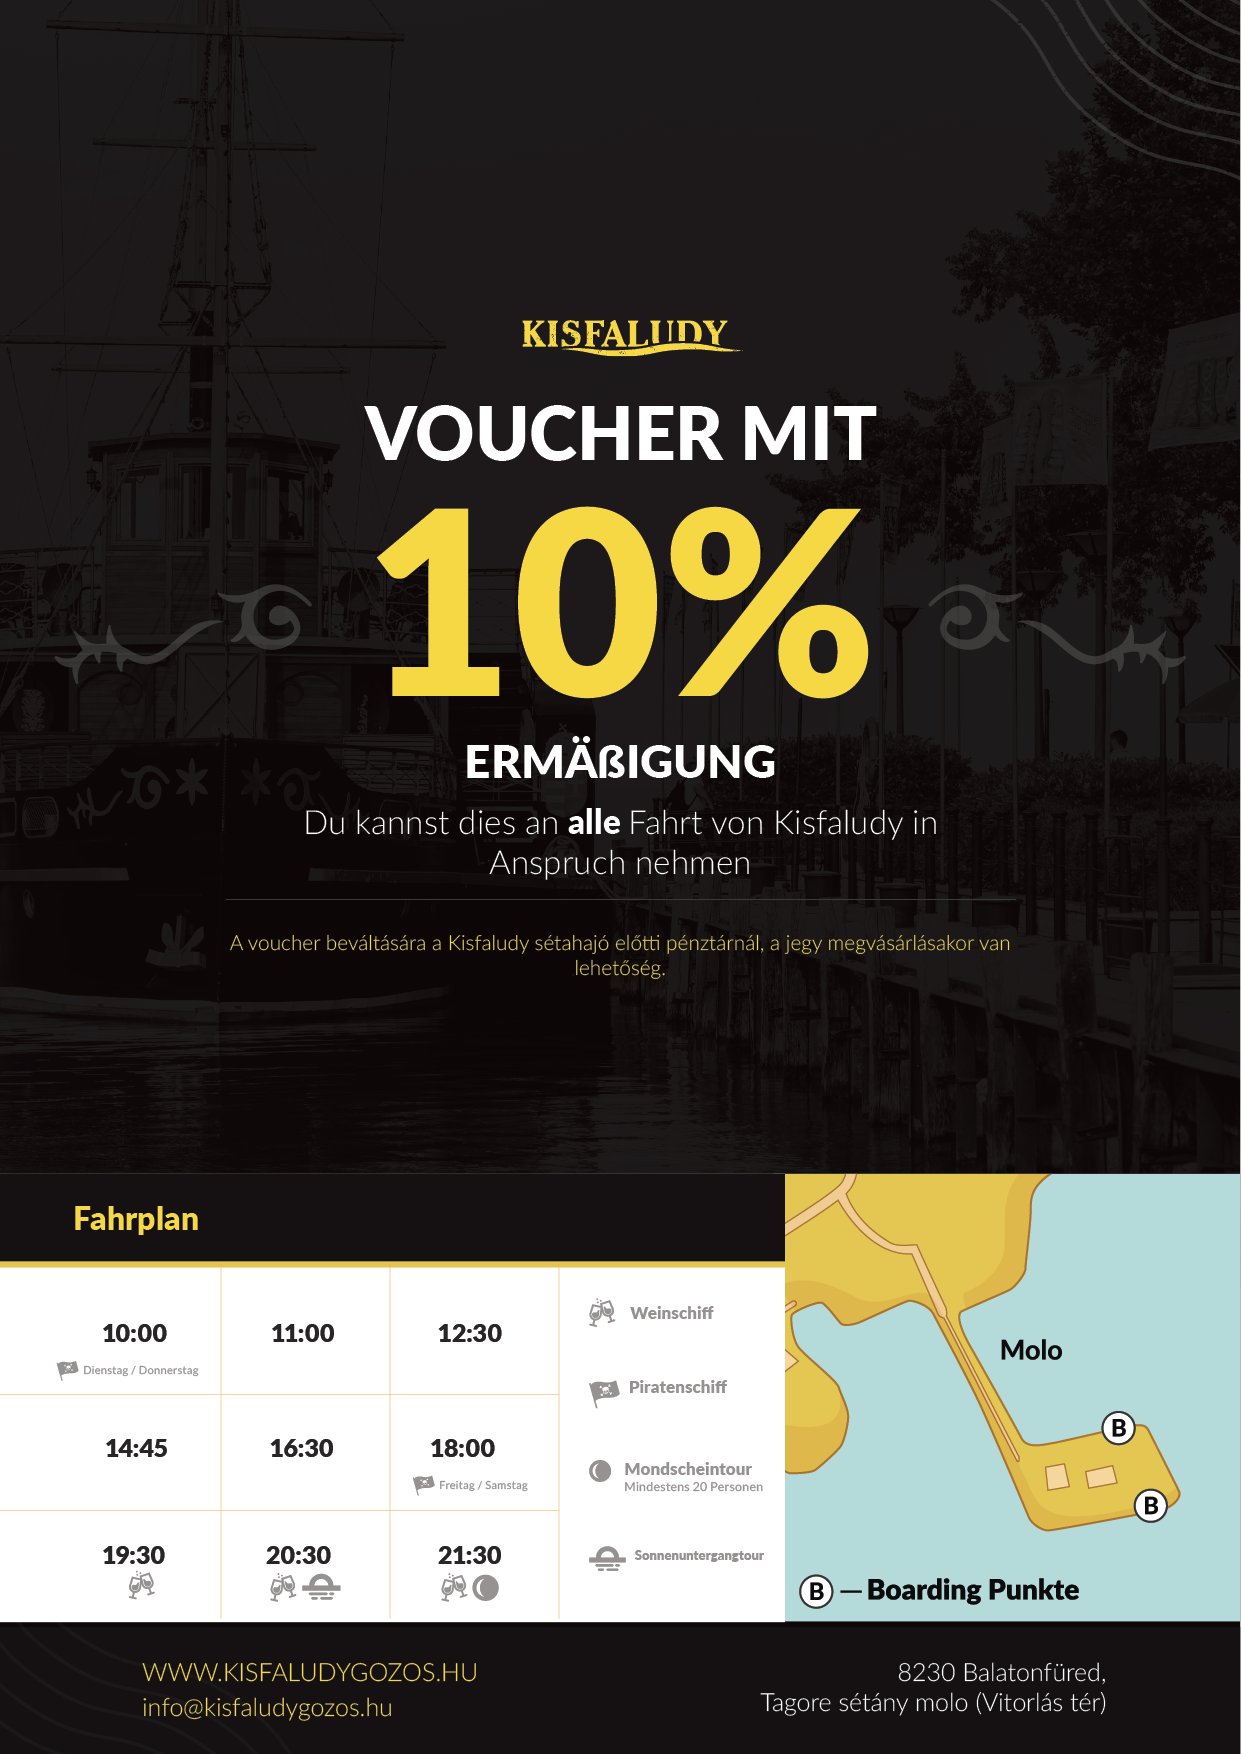 KISFALUDY
VOUCHER MIT
10%
ERMÄßIGUNG
Du kannst dies an alle Fahrt von Kisfaludy in
Anspruch nehmen
A voucher beváltására a Kisfaludy sétahajó előtti pénztárnál, a jegy megvásárlásakor van
lehetőség.
Fahrplan
10:00
Dienstag / Donnerstag
11:00
12:30
14:45
16:30
18:00
Freitag / Samstag
19:30
20:30
21:30
Weinschiff
Piratenschiff
Mondscheintour
Mindestens 20 Personen
Sonnenuntergangtour
Molo
B
B
B — Boarding Punkte
WWW.KISFALUDYGOZOS.HU
info@kisfaludygozos.hu
8230 Balatonfüred,
Tagore sétány molo (Vitorlás tér)